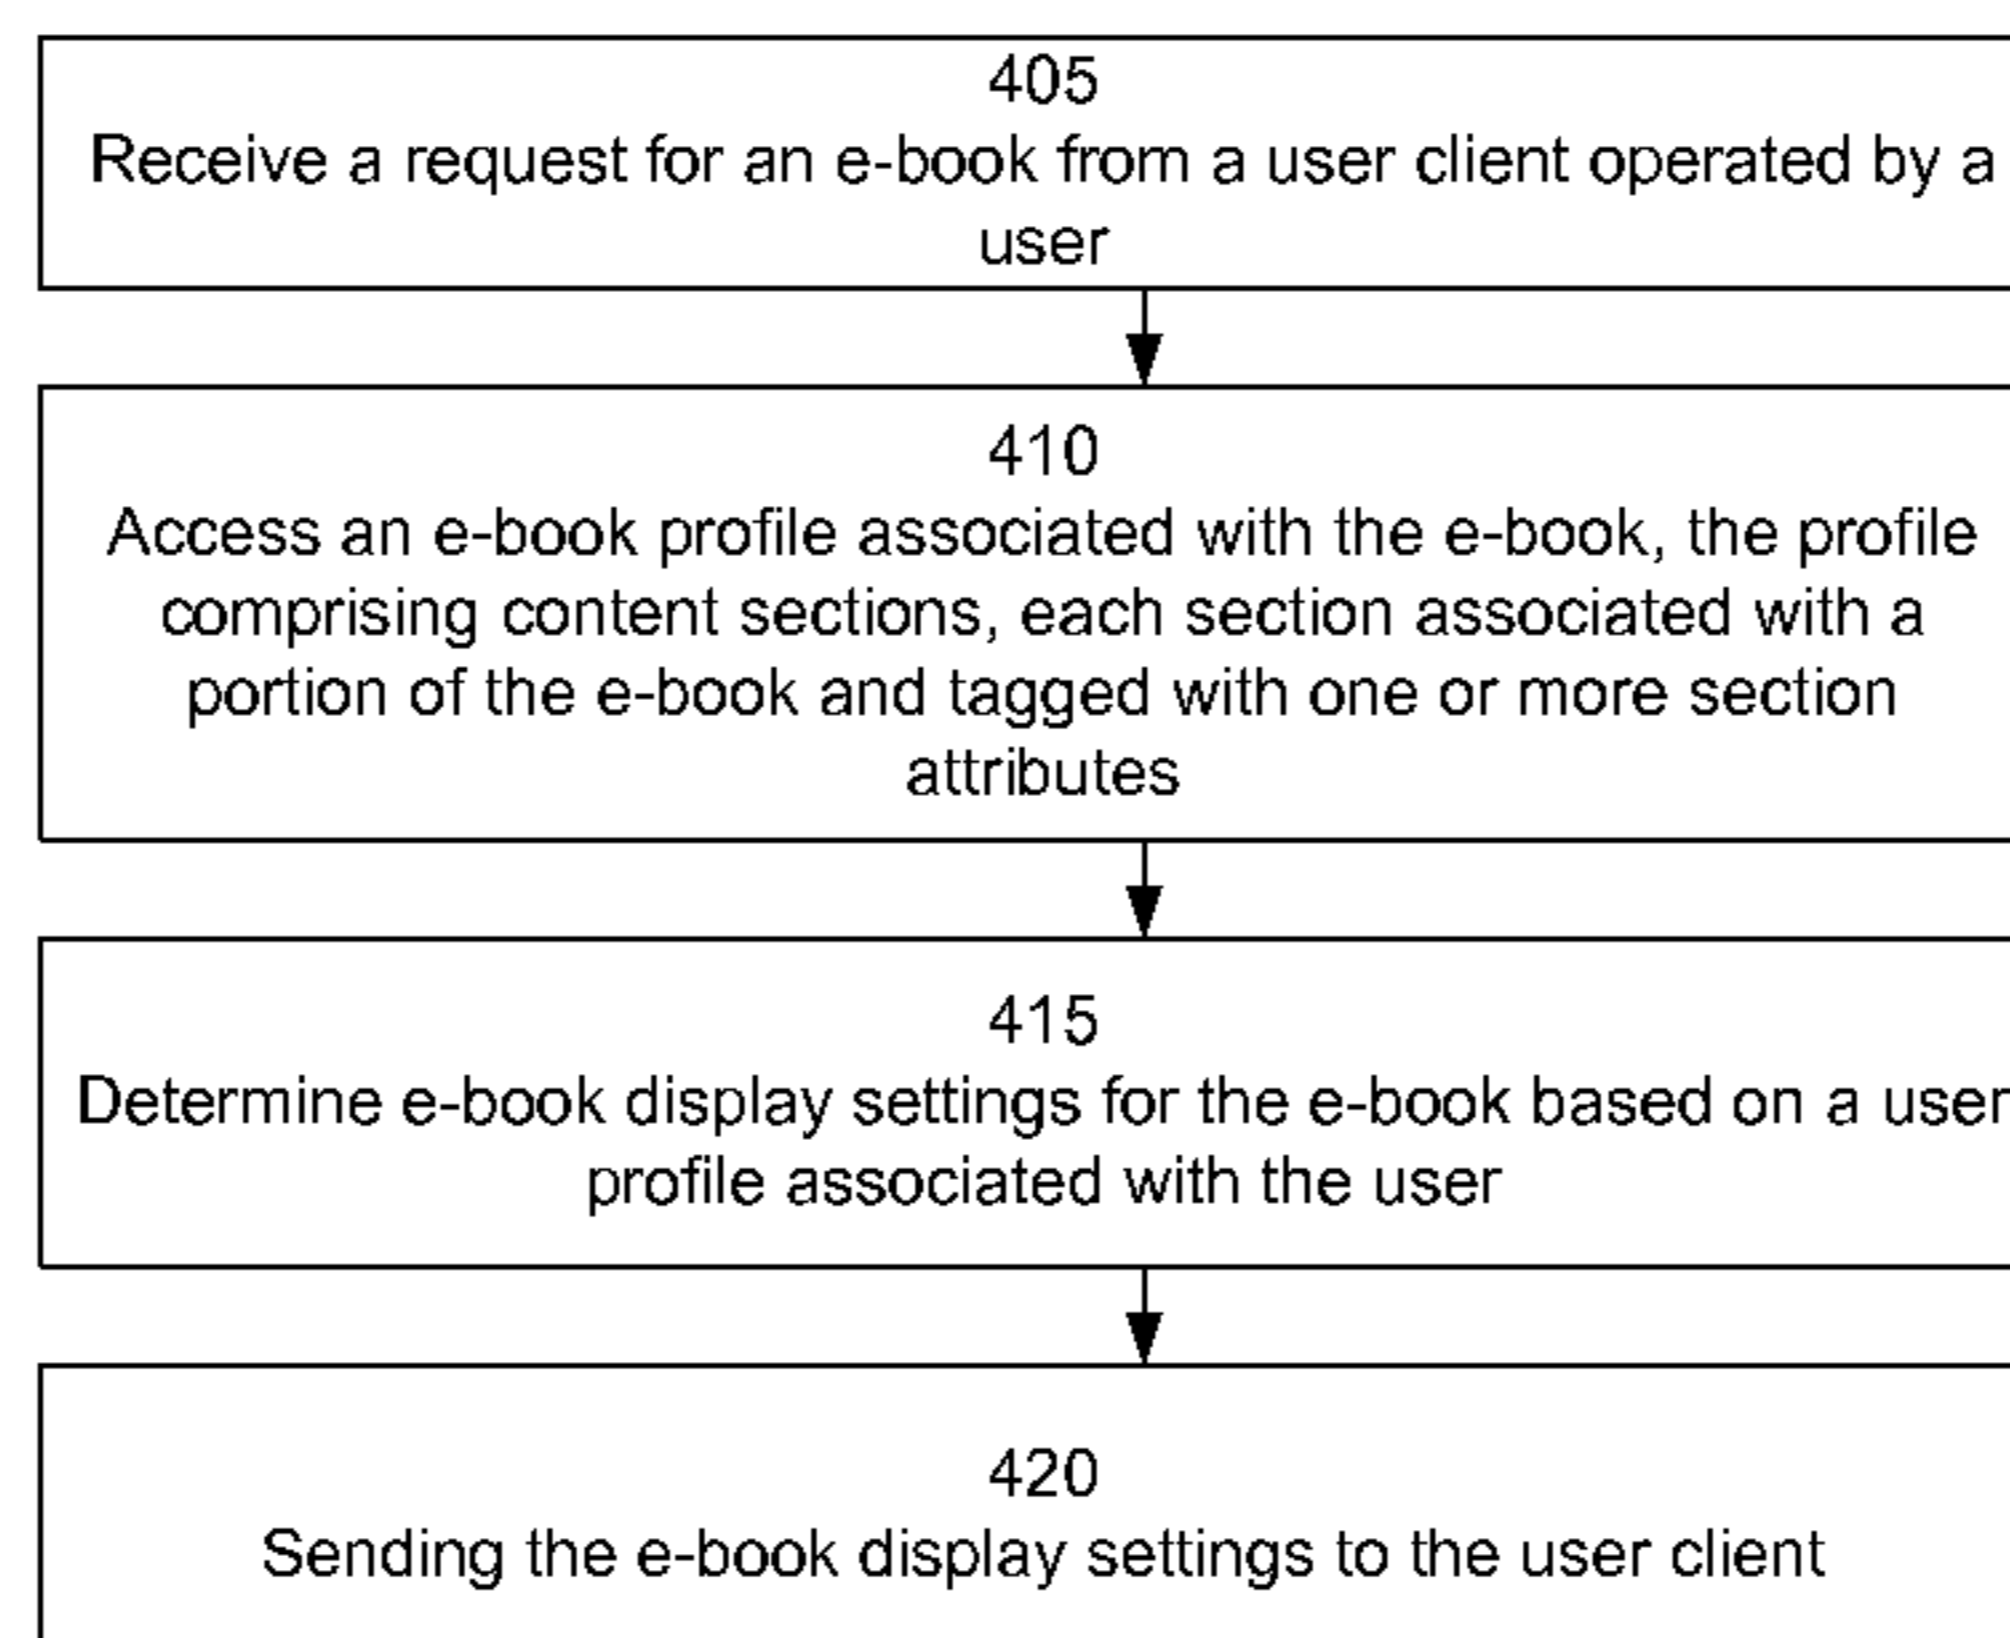 405
Receive a request for an e-book from a user client operated by a
user
410
Access an e-book profile associated with the e-book, the profile
comprising content sections, each section associated with a
portion of the e-book and tagged with one or more section
attributes
415
Determine e-book display settings for the e-book based on a user
profile associated with the user
420
Sending the e-book display settings to the user client